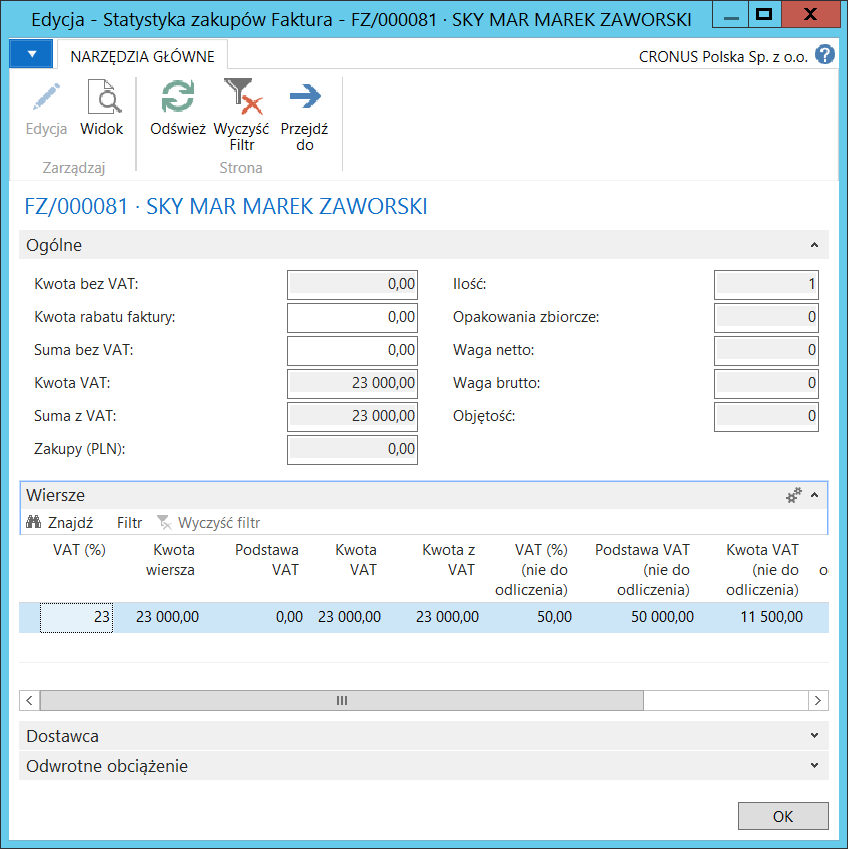 Edycja - Statystyka zakupów Faktura - FZ/000081 · SKY MAR MAREK ZAWORSKI
NARZĘDZIA GŁÓWNE
CRONUS Polska Sp. z o.o.
Edycja
Widok
Odśwież
Wyczyść Filtr
Przejdź do
Zarządzaj
Strona
FZ/000081 · SKY MAR MAREK ZAWORSKI
Ogólne
Kwota bez VAT: 0,00
Ilość: 1
Kwota rabatu faktury: 0,00
Opakowania zbiorcze: 0
Suma bez VAT: 0,00
Waga netto: 0
Kwota VAT: 23 000,00
Waga brutto: 0
Suma z VAT: 23 000,00
Objętość: 0
Zakupy (PLN): 0,00
Wiersze
Znajdź Filtr Wyczyść filtr
VAT (%) Kwota Podstawa Kwota Kwota z VAT (%) Podstawa VAT Kwota VAT
wiersza VAT VAT VAT (nie do (nie do (nie do o
odliczenia) odliczenia) odliczenia)
23 23 000,00 0,00 23 000,00 23 000,00 50,00 50 000,00 11 500,00
Dostawca
Odwrotne obciążenie
OK